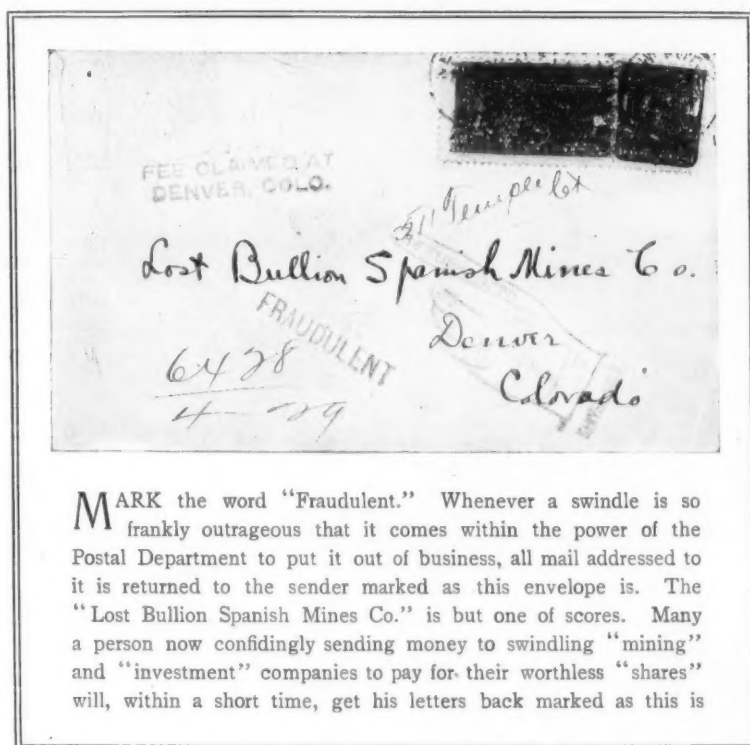 FEE CLAIMED AT
DENVER, COLO.
511 Temple Ct
Lost Bullion Spanish Mines Co.
FRAUDULENT
Denver
Colorado
6428
4-29
MARK the word “Fraudulent.” Whenever a swindle is so
frankly outrageous that it comes within the power of the
Postal Department to put it out of business, all mail addressed to
it is returned to the sender marked as this envelope is. The
“Lost Bullion Spanish Mines Co.” is but one of scores. Many
a person now confidingly sending money to swindling “mining”
and “investment” companies to pay for their worthless “shares”
will, within a short time, get his letters back marked as this is